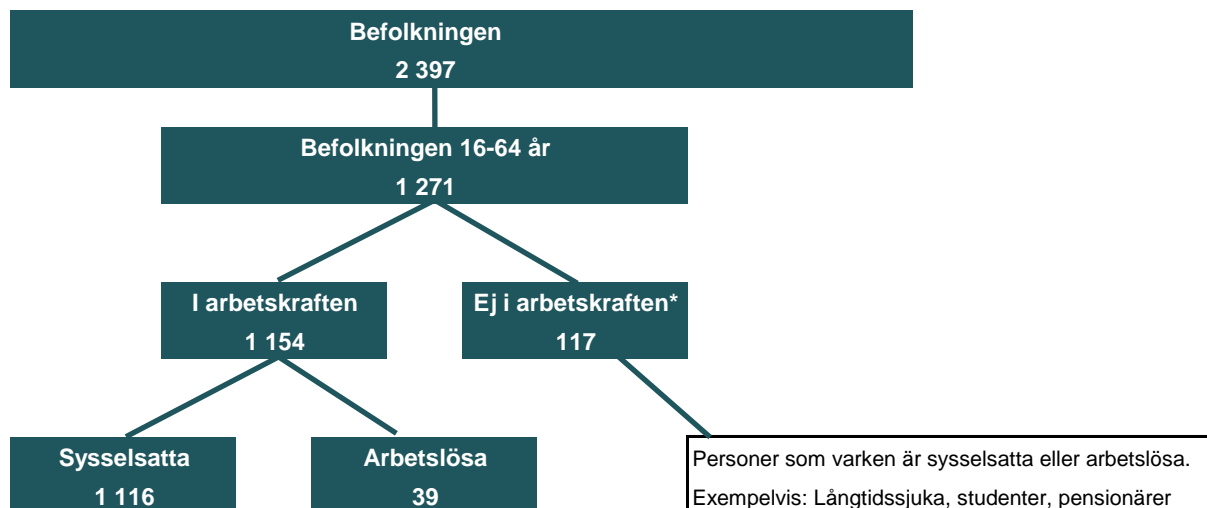 Befolkningen
2 397
Befolkningen 16-64 år
1 271
I arbetskraften
1 154
Ej i arbetskraften*
117
Sysselsatta
1 116
Arbetslösa
39
Personer som varken är sysselsatta eller arbetslösa.
Exempelvis: Långtidssjuka, studenter, pensionärer